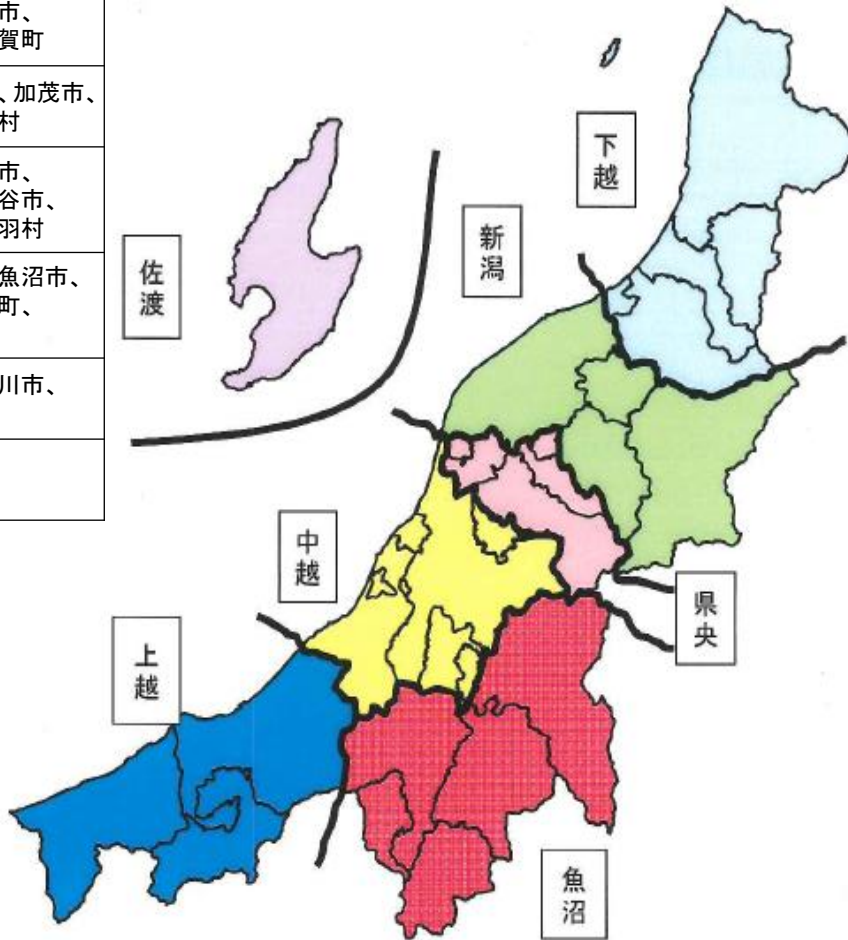 市、
賀町
、加茂市、
村
市、
谷市、
羽村
魚沼市、
町、
川市、
下越
新潟
佐渡
中越
県央
上越
魚沼